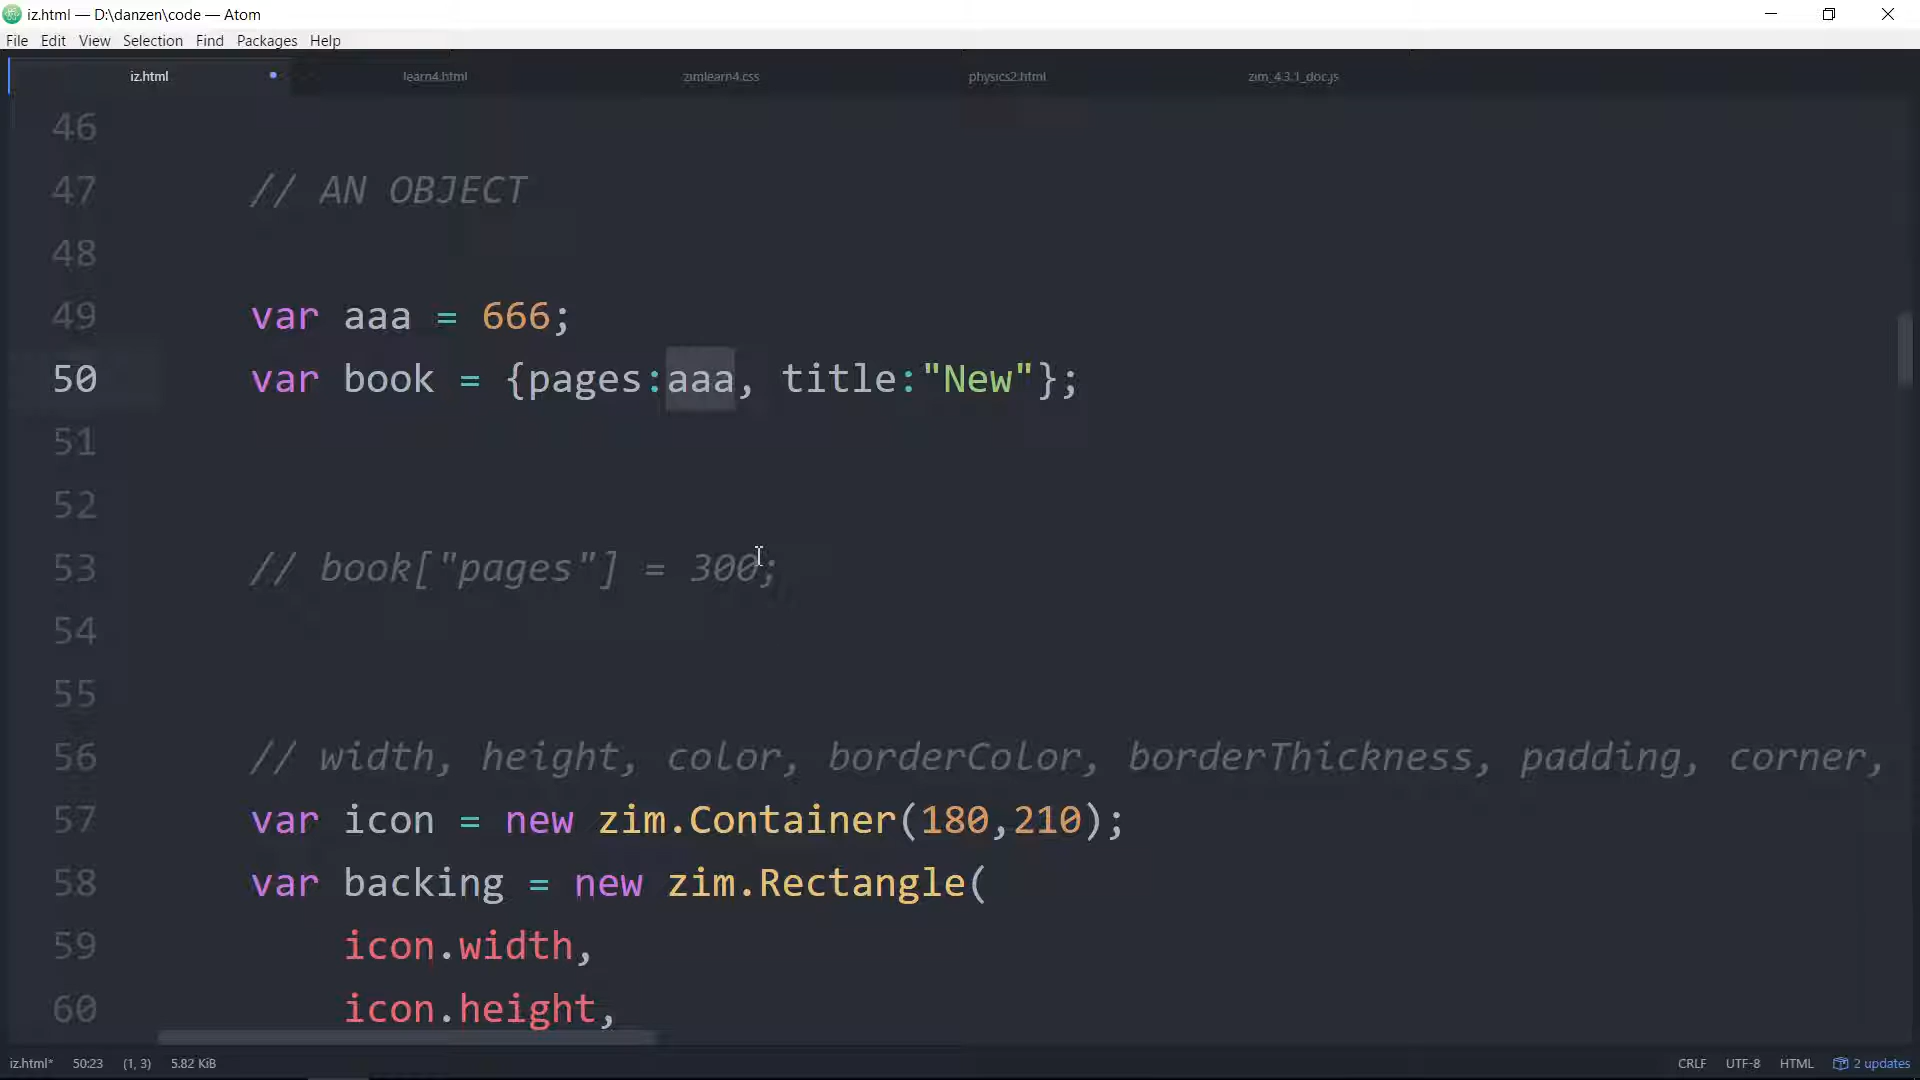 iz.html — D:\danzen\code — Atom
File Edit View Selection Find Packages Help
iz.html learn4.html zimlearn4.css physics2.html zim_4.3.1_doc.js
46
47 // AN OBJECT
48
49 var aaa = 666;
50 var book = {pages:aaa, title:"New"};
51
52
53 // book["pages"] = 300;
54
55
56 // width, height, color, borderColor, borderThickness, padding, corner,
57 var icon = new zim.Container(180,210);
58 var backing = new zim.Rectangle(
59 icon.width,
60 icon.height,
iz.html* 50:23 (1, 3) 5.82 KiB CRLF UTF-8 HTML 2 updates